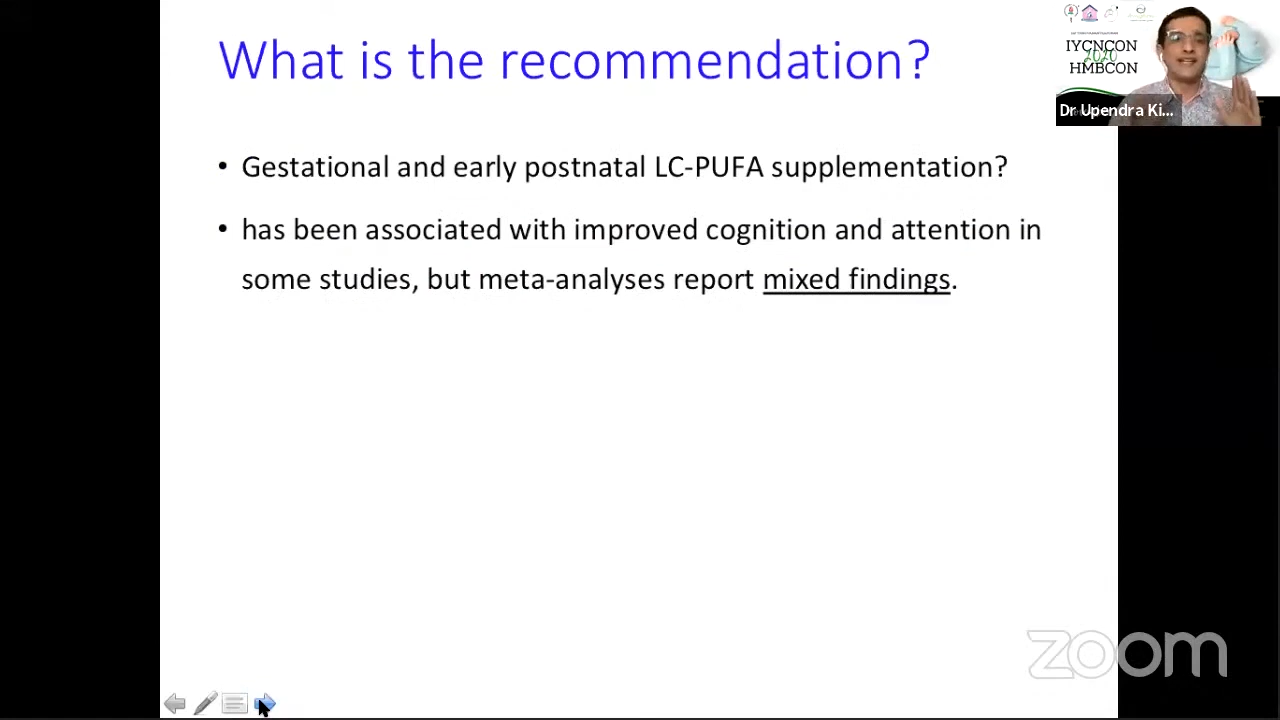 What is the recommendation?
• Gestational and early postnatal LC-PUFA supplementation?
• has been associated with improved cognition and attention in
some studies, but meta-analyses report mixed findings.
IYCNCON
2020
HMBCON
Dr Upendra Ki...
zoom